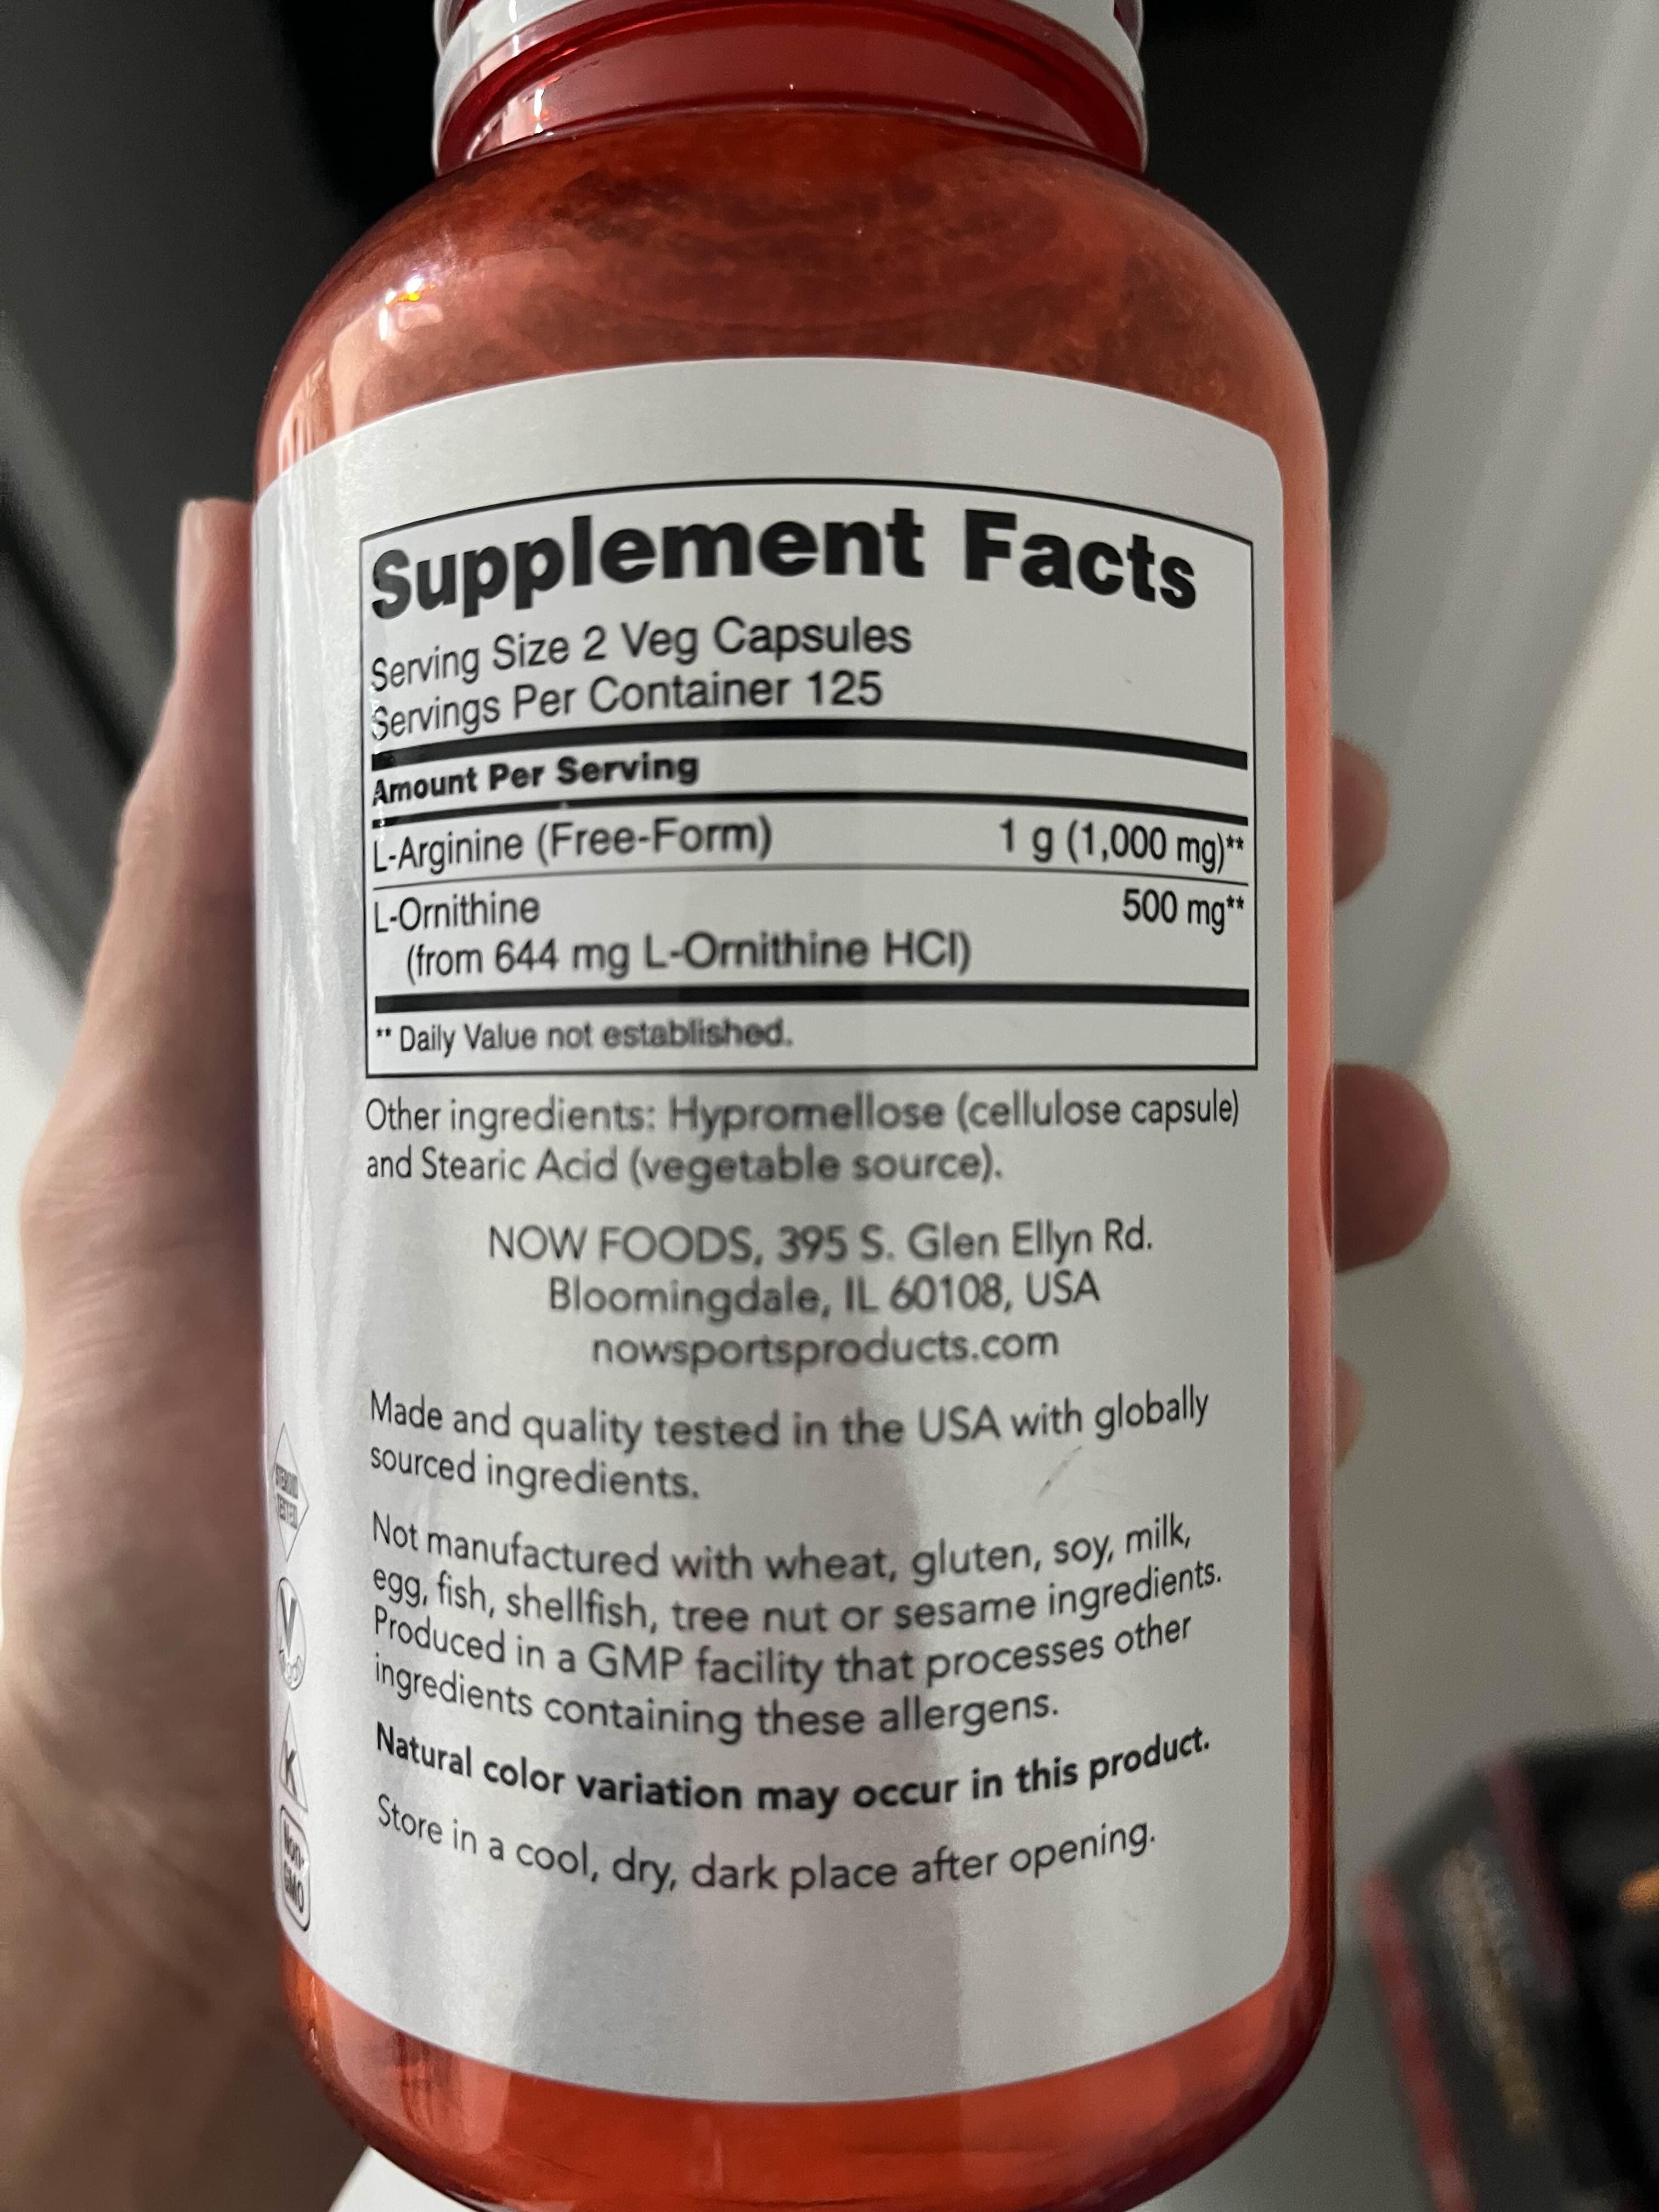 Supplement Facts
Serving Size 2 Veg Capsules
Servings Per Container 125
Amount Per Serving
L-Arginine (Free-Form) 1 g (1,000 mg)**
L-Ornithine 500 mg**
(from 644 mg L-Ornithine HCl)
** Daily Value not established.
Other ingredients: Hypromellose (cellulose capsule)
and Stearic Acid (vegetable source).
NOW FOODS, 395 S. Glen Ellyn Rd.
Bloomingdale, IL 60108, USA
nowsportsproducts.com
Made and quality tested in the USA with globally
sourced ingredients.
Not manufactured with wheat, gluten, soy, milk,
egg, fish, shellfish, tree nut or sesame ingredients.
Produced in a GMP facility that processes other
ingredients containing these allergens.
Natural color variation may occur in this product.
Store in a cool, dry, dark place after opening.
TESTED
V
K
Non-
GMO